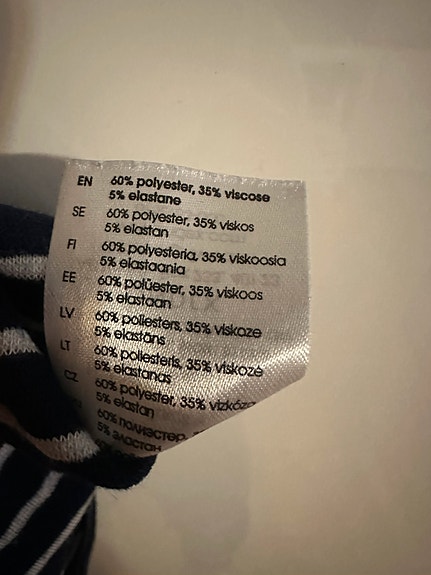 EN 60% polyester, 35% viscose
5% elastane
SE 60% polyester, 35% viskos
5% elastan
FI 60% polyesteria, 35% viskoosia
5% elastaania
EE 60% polüester, 35% viskoos
5% elastaan
LV 60% poliesters, 35% viskoze
5% elastāns
LT 60% poliesteris, 35% viskozė
5% elastanas
CZ 60% polyester, 35% vizkóza
5% elastan
60% полиэстер,
5% эластан